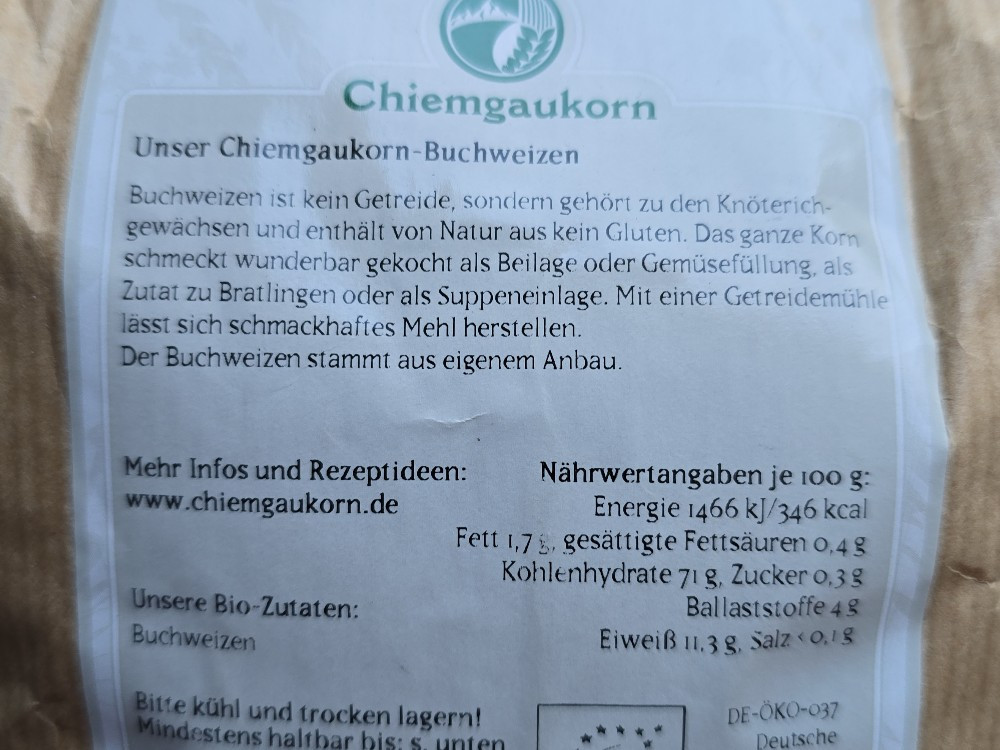 Chiemgaukorn
Unser Chiemgaukorn-Buchweizen
Buchweizen ist kein Getreide, sondern gehört zu den Knöterich-
gewächsen und enthält von Natur aus kein Gluten. Das ganze Korn
schmeckt wunderbar gekocht als Beilage oder Gemüsefüllung, als
Zutat zu Bratlingen oder als Suppeneinlage. Mit einer Getreidemühle
lässt sich schmackhaftes Mehl herstellen.
Der Buchweizen stammt aus eigenem Anbau.
Mehr Infos und Rezeptideen:
www.chiemgaukorn.de
Unsere Bio-Zutaten:
Buchweizen
Nährwertangaben je 100 g:
Energie 1466 kJ/346 kcal
Fett 1,7 g, gesättigte Fettsäuren 0,4 g
Kohlenhydrate 71 g, Zucker 0,3 g
Ballaststoffe 4 g
Eiweiß 11,3 g, Salz < 0,1 g
Bitte kühl und trocken lagern!
Mindestens haltbar bis: s. unten
DE-ÖKO-037
Deutsche